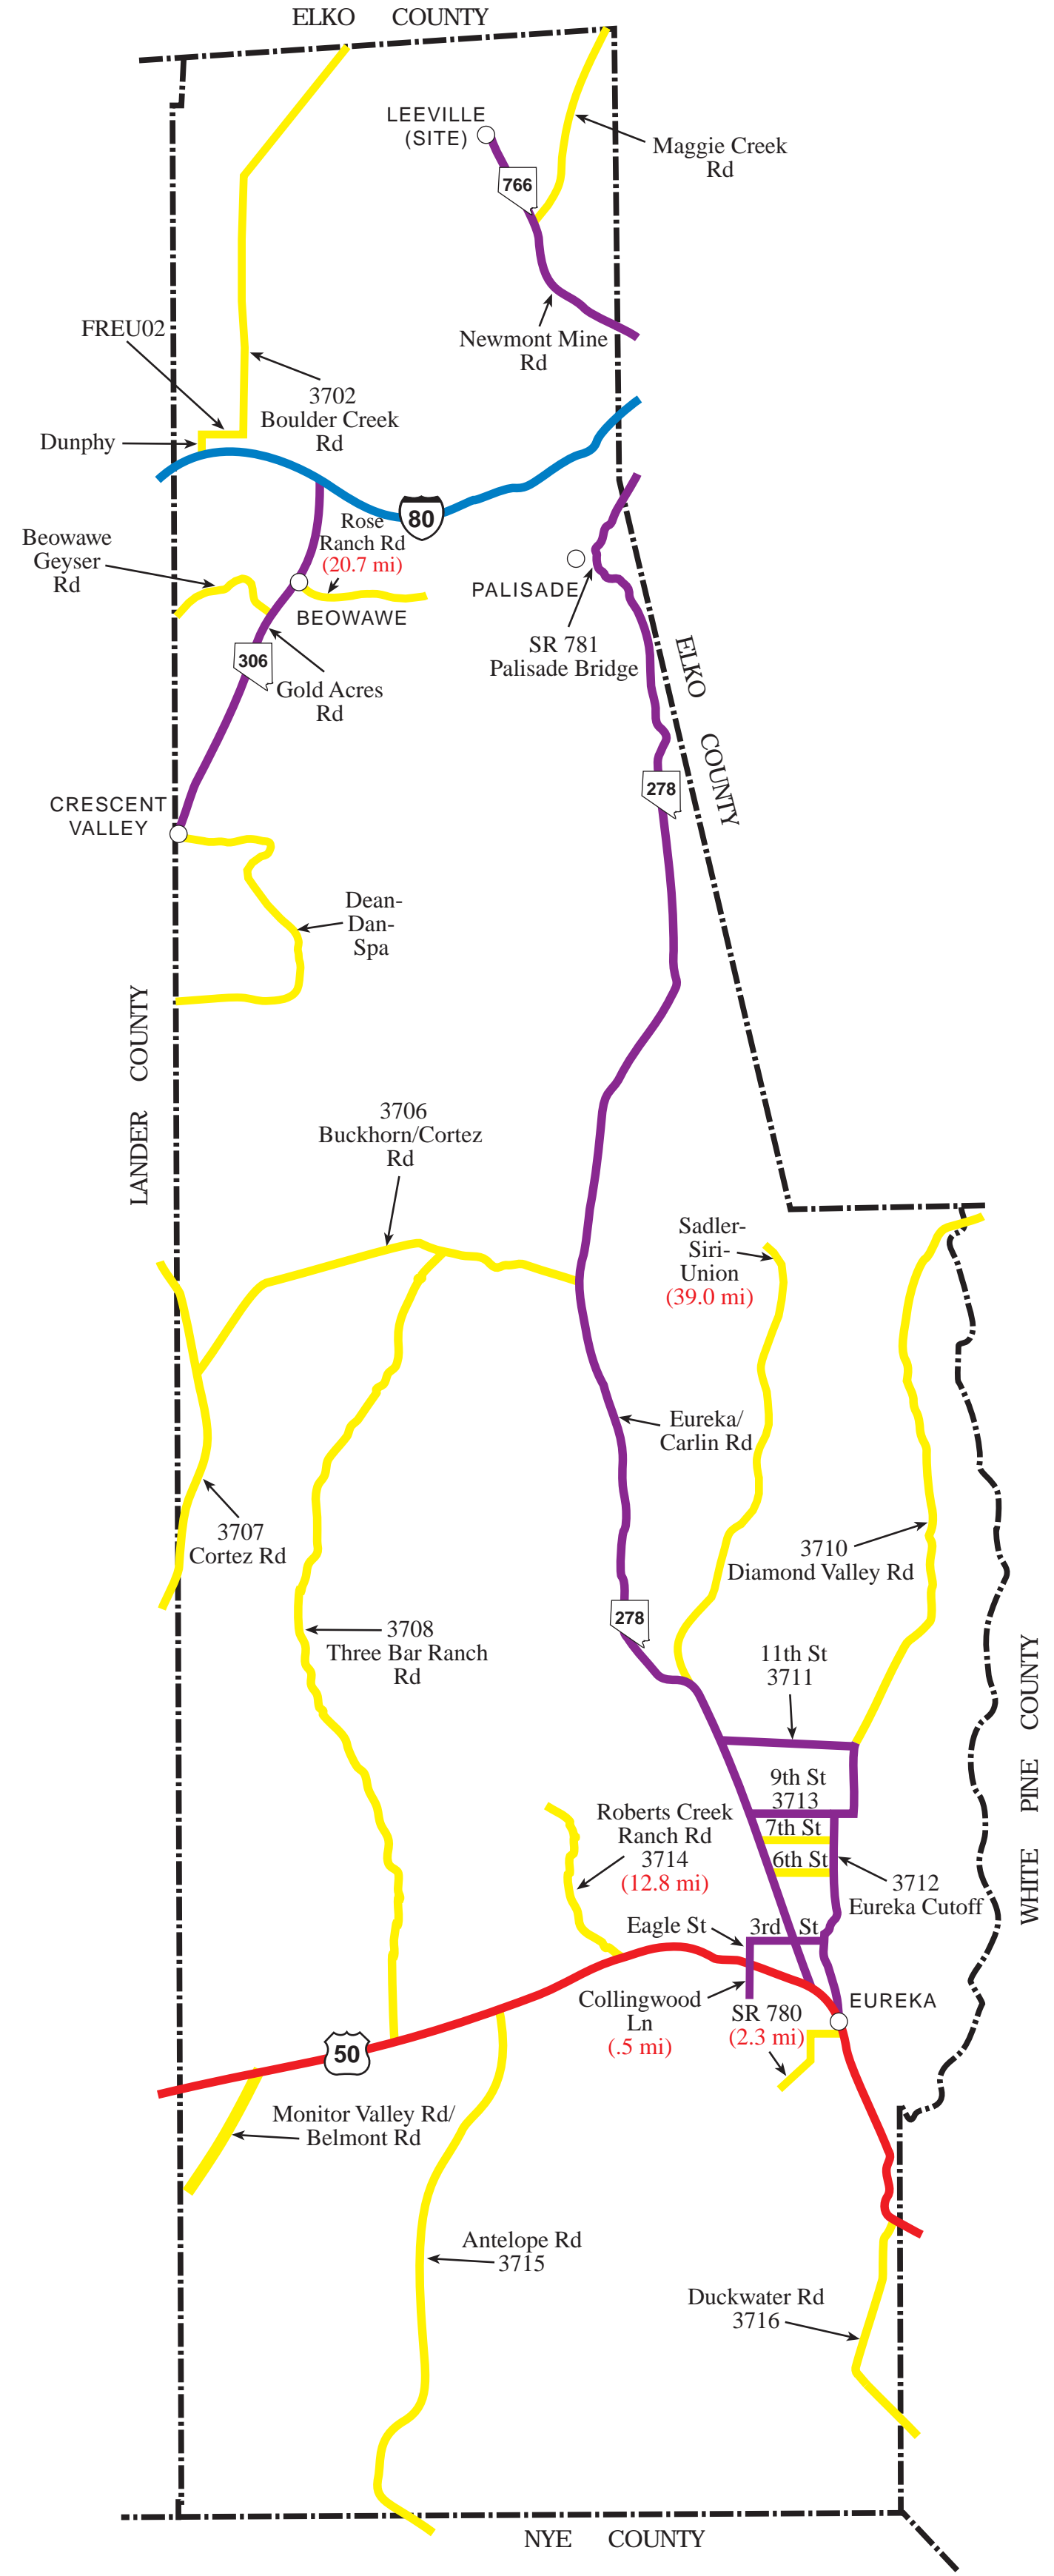 ELKO COUNTY
LEEVILLE
(SITE)
Maggie Creek
Rd
766
FREU02
Newmont Mine
Rd
3702
Boulder Creek
Rd
Dunphy
80
Rose
Ranch Rd
(20.7 mi)
Beowawe
Geyser
Rd
PALISADE
BEOWAWE
SR 781
Palisade Bridge
ELKO COUNTY
306
Gold Acres
Rd
278
CRESCENT
VALLEY
Dean-
Dan-
Spa
LANDER COUNTY
3706
Buckhorn/Cortez
Rd
Sadler-
Siri-
Union
(39.0 mi)
Eureka/
Carlin Rd
3707
Cortez Rd
3710
Diamond Valley Rd
278
3708
Three Bar Ranch
Rd
11th St
3711
WHITE PINE COUNTY
9th St
3713
7th St
6th St
Roberts Creek
Ranch Rd
3714
(12.8 mi)
3712
Eureka Cutoff
Eagle St
3rd St
Collingwood
Ln
(.5 mi)
SR 780
(2.3 mi)
EUREKA
50
Monitor Valley Rd/
Belmont Rd
Antelope Rd
3715
Duckwater Rd
3716
NYE COUNTY